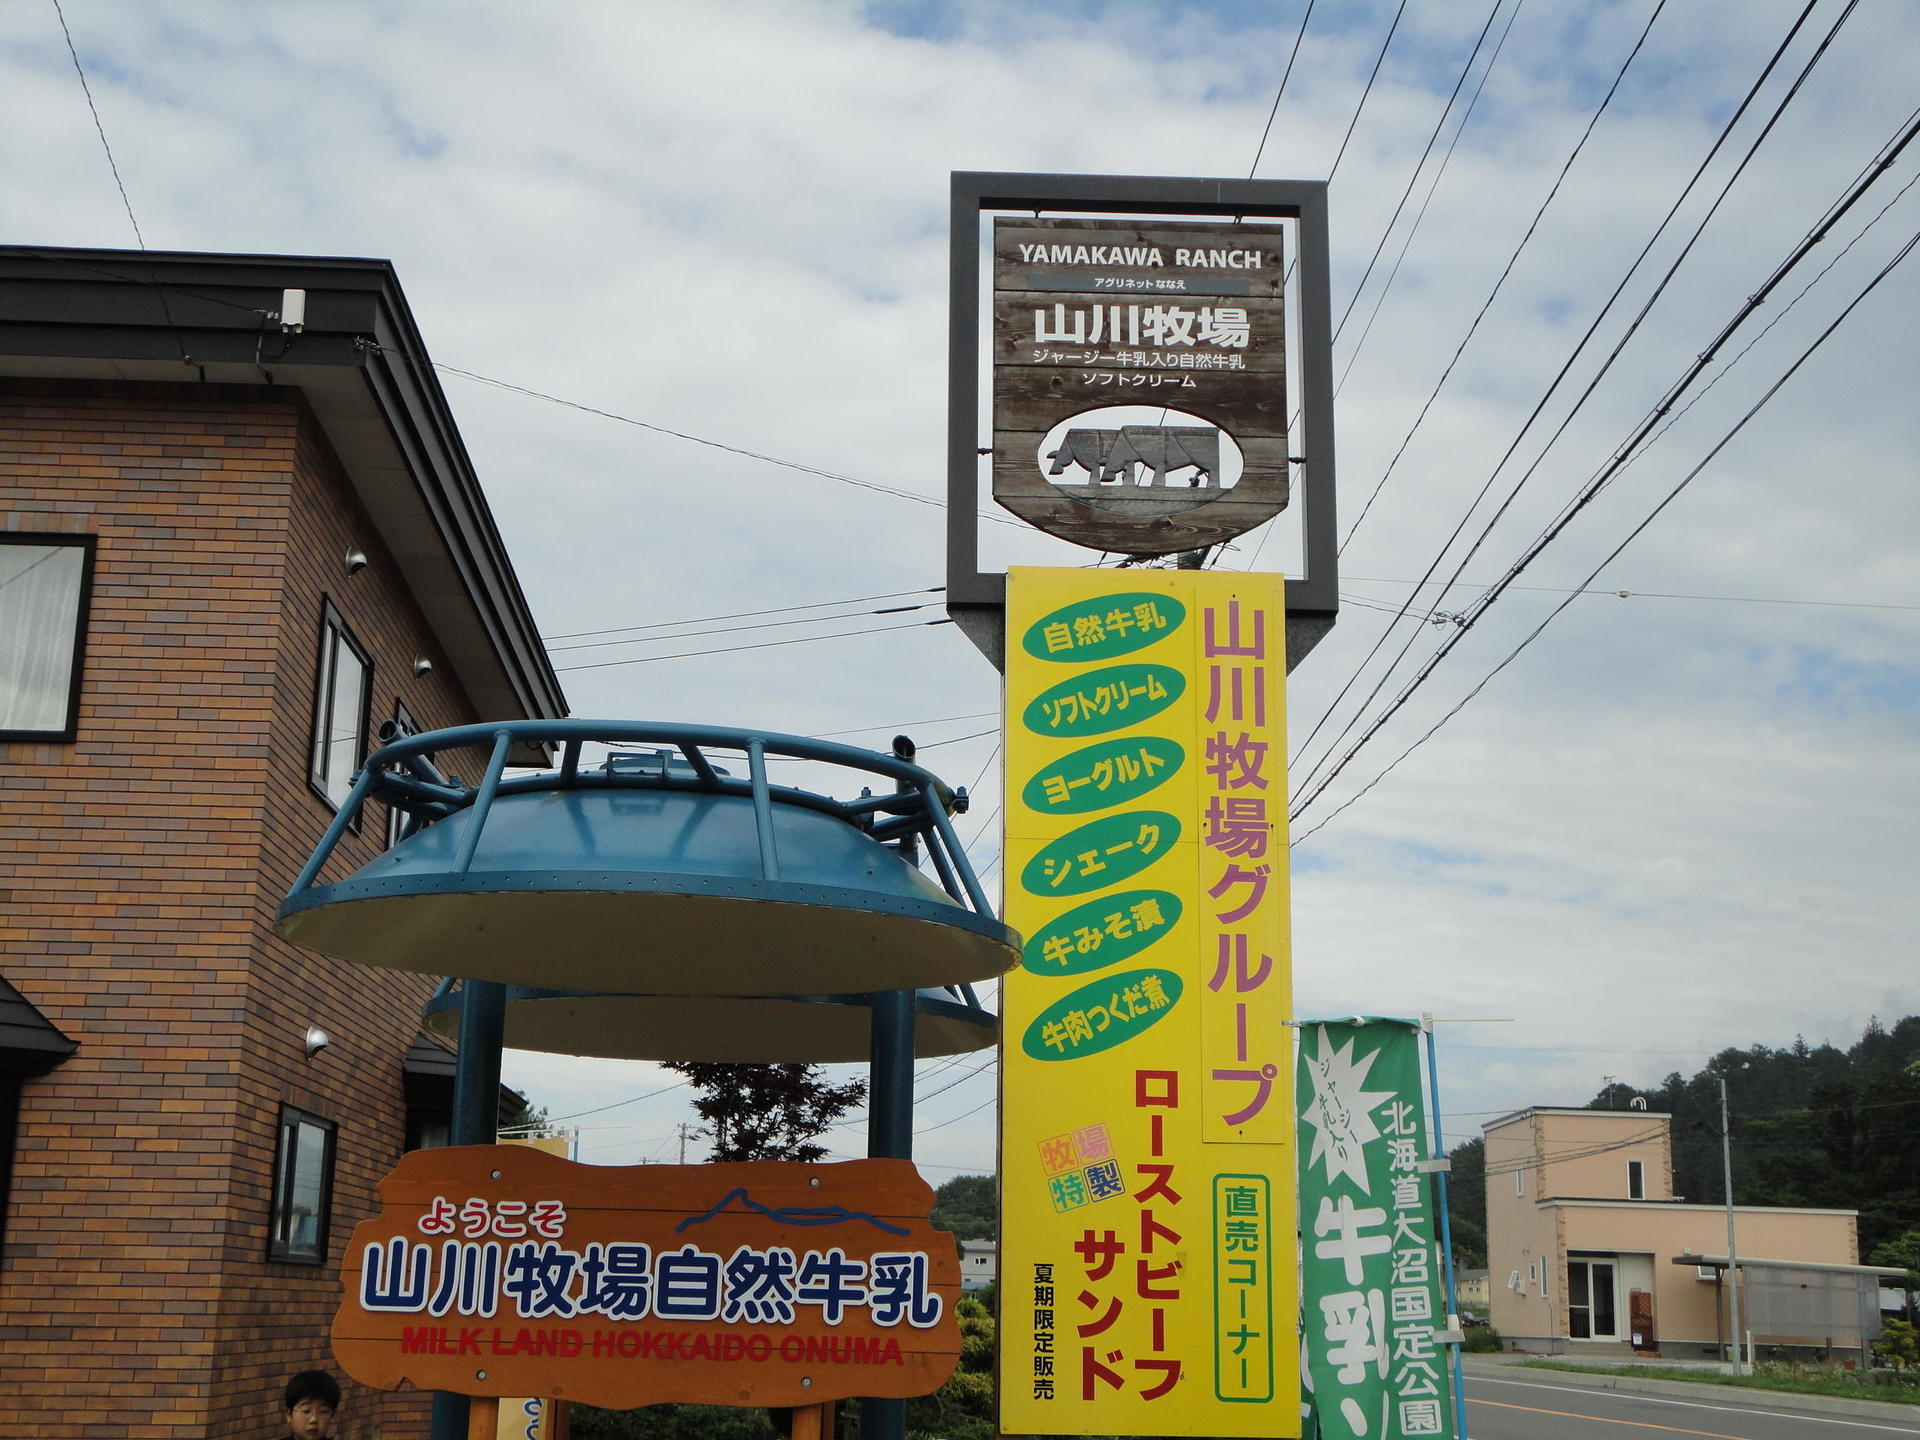 YAMAKAWA RANCH
アグリネットななえ
山川牧場
ジャージー牛乳入り自然牛乳
ソフトクリーム
山川牧場グループ
自然牛乳
ソフトクリーム
ヨーグルト
シェーク
牛みそ漬
牛肉つくだ煮
牧場
特製
ローストビーフ
サンド
夏期限定販売
直売コーナー
ようこそ
山川牧場自然牛乳
MILK LAND HOKKAIDO ONUMA
北海道大沼国定公園
ジャージー
牛乳入り
牛乳ソ